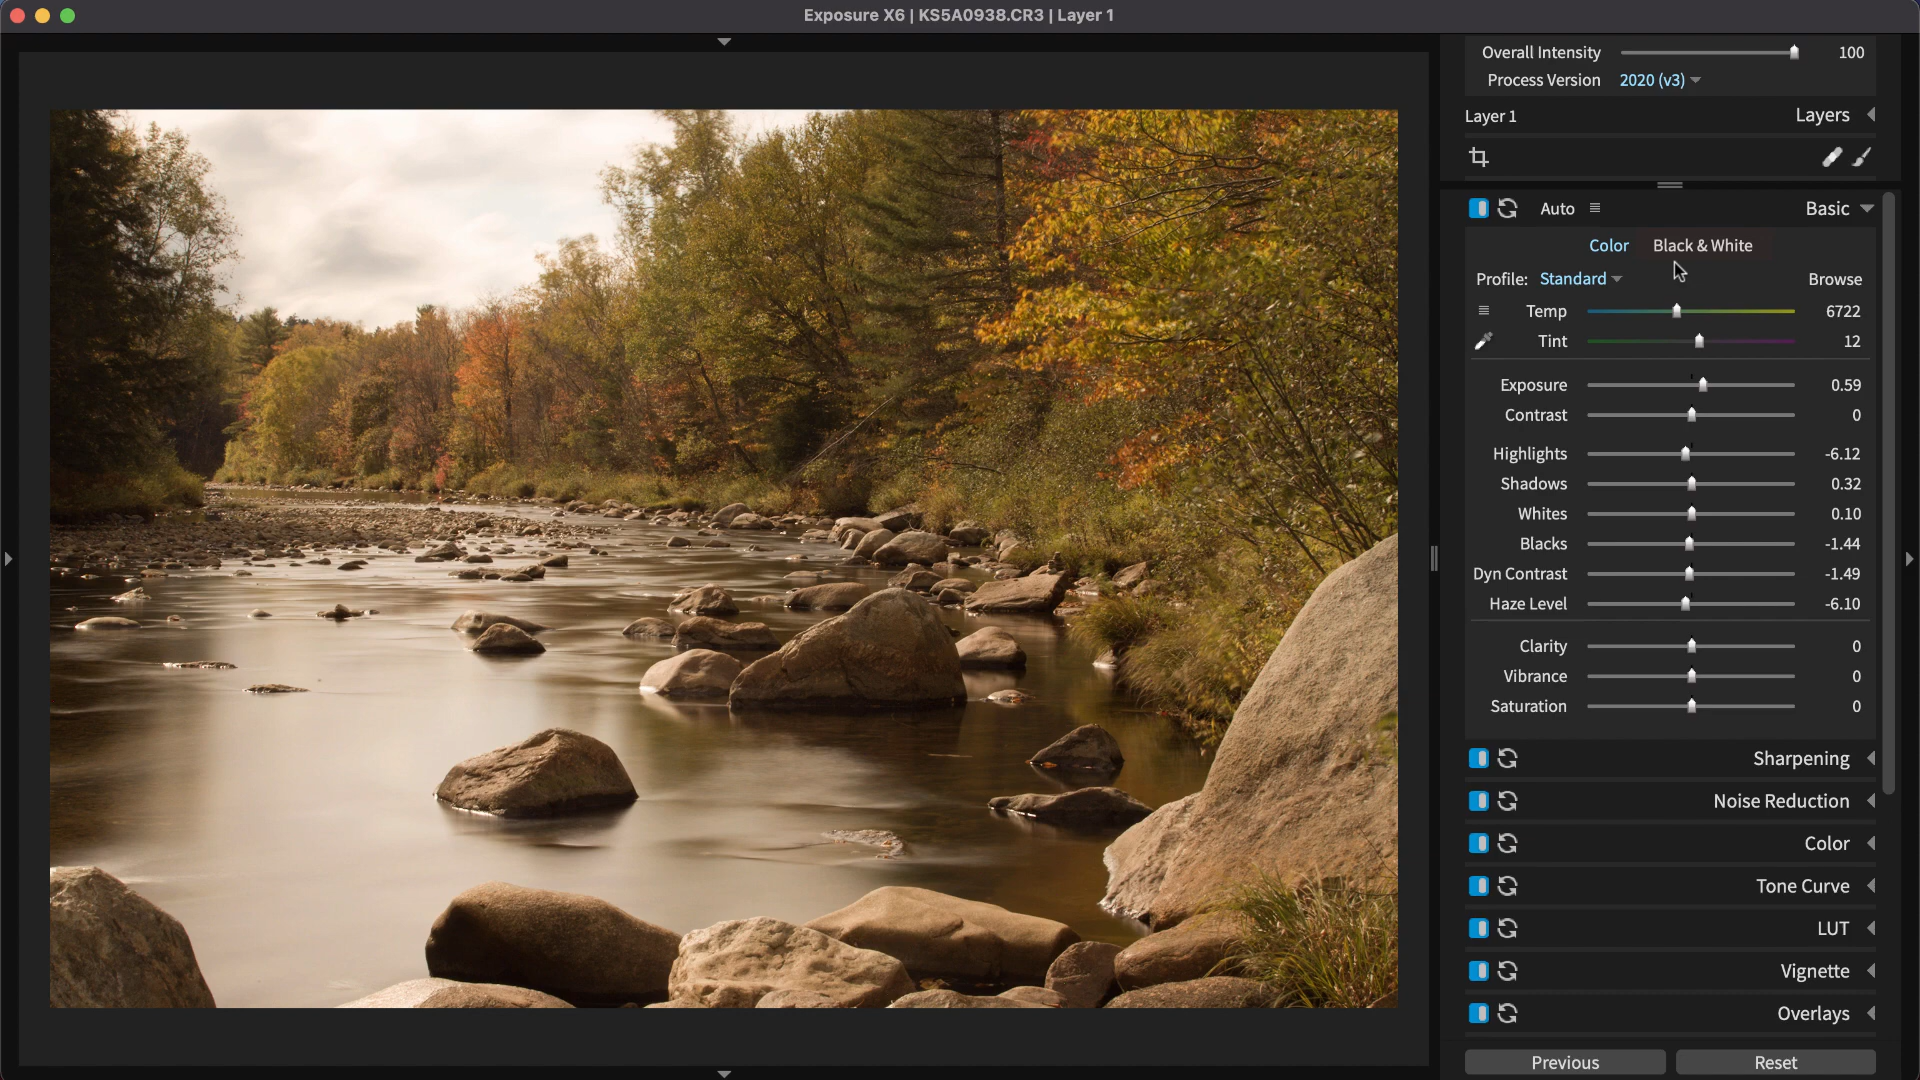 Exposure X6 | KS5A0938.CR3 | Layer 1
Overall Intensity 100
Process Version 2020 (v3)
Layer 1 Layers
Auto Basic
Color Black & White
Profile: Standard Browse
Temp 6722
Tint 12
Exposure 0.59
Contrast 0
Highlights -6.12
Shadows 0.32
Whites 0.10
Blacks -1.44
Dyn Contrast -1.49
Haze Level -6.10
Clarity 0
Vibrance 0
Saturation 0
Sharpening
Noise Reduction
Color
Tone Curve
LUT
Vignette
Overlays
Previous Reset